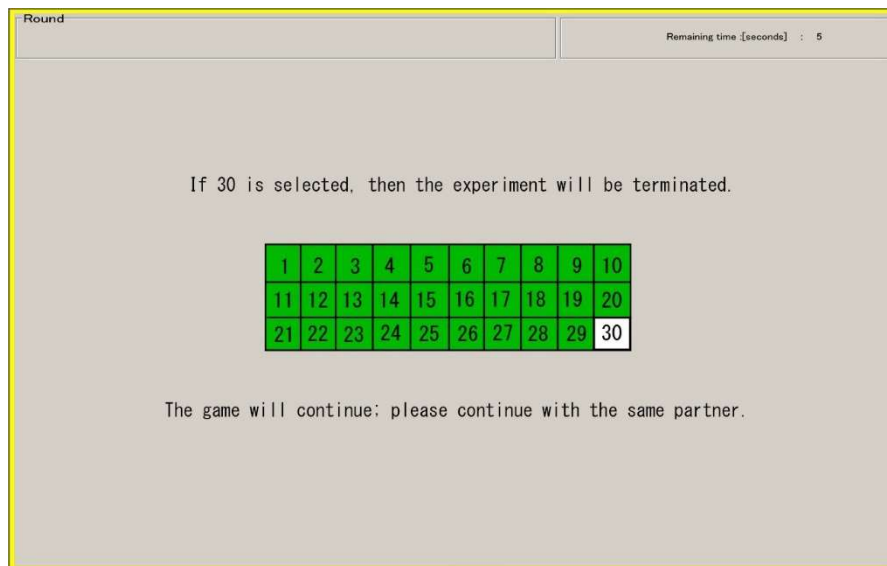 Round
Remaining time :[seconds] : 5
If 30 is selected, then the experiment will be terminated.
1 2 3 4 5 6 7 8 9 10
11 12 13 14 15 16 17 18 19 20
21 22 23 24 25 26 27 28 29 30
The game will continue; please continue with the same partner.